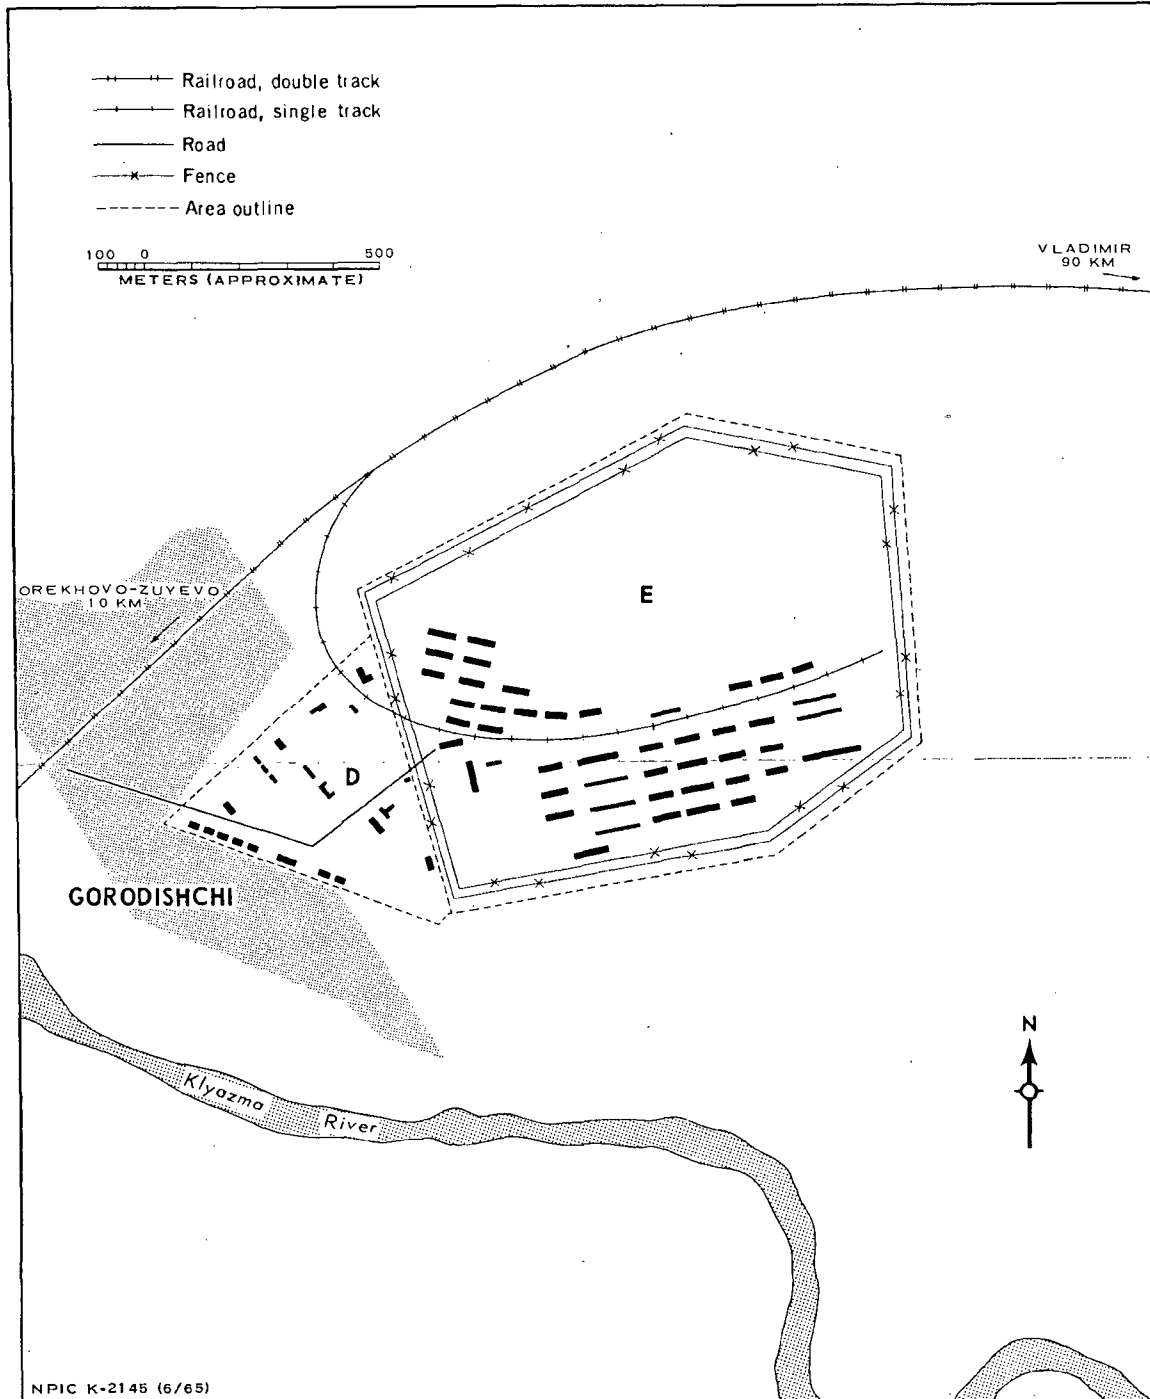 Railroad, double track
Railroad, single track
Road
Fence
Area outline
100 0 500
METERS (APPROXIMATE)
VLADIMIR
90 KM
OREKHOVO-ZUYEVO
10 KM
E
D
GORODISHCHI
N
Klyazma River
NPIC K-2145 (6/65)